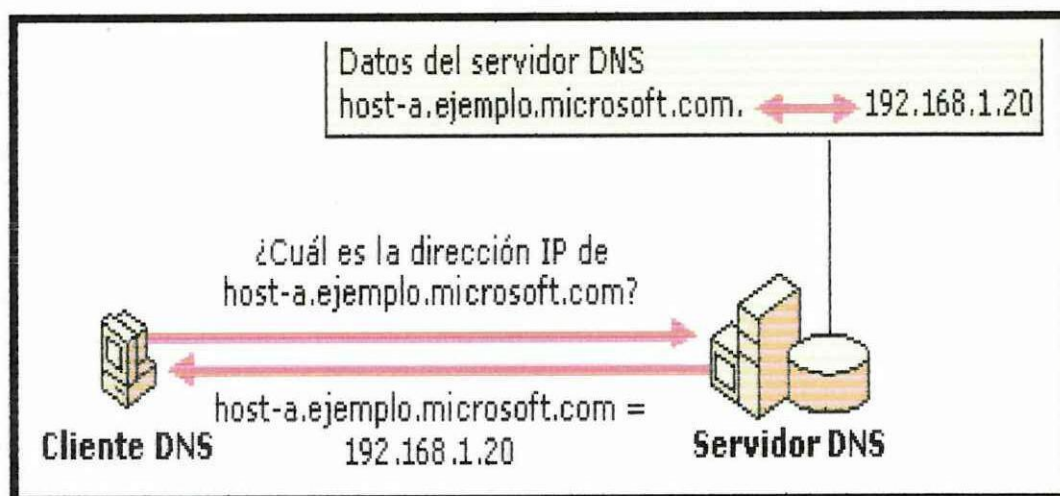 Datos del servidor DNS
host-a.ejemplo.microsoft.com. 192.168.1.20
¿Cuál es la dirección IP de
host-a.ejemplo.microsoft.com?
host-a.ejemplo.microsoft.com =
192.168.1.20
Cliente DNS
Servidor DNS